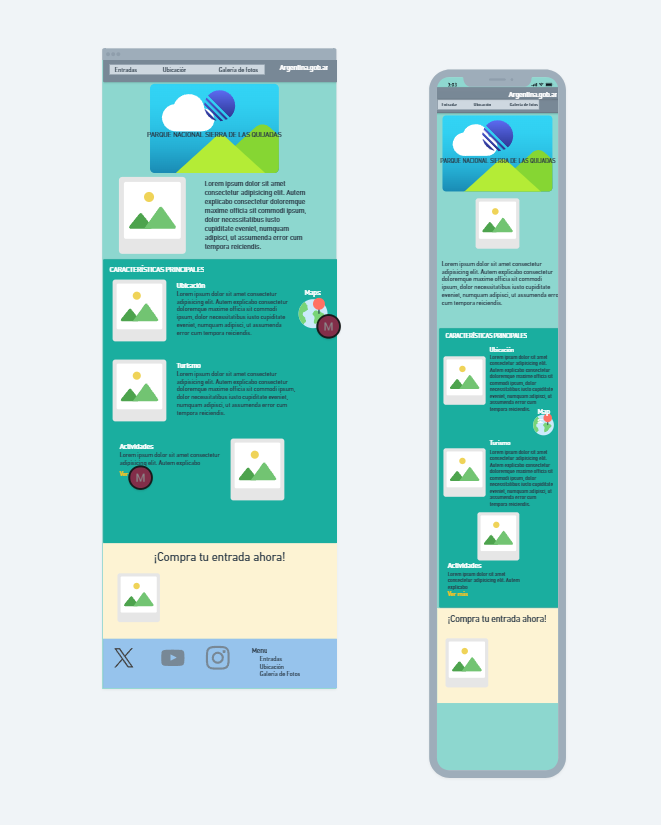 Entradas Ubicación Galería de fotos Argentina.gob.ar
PARQUE NACIONAL SIERRA DE LAS QUIJADAS
Lorem ipsum dolor sit amet
consectetur adipisicing elit. Autem
explicabo consectetur doloremque
maxime officia sit commodi ipsum,
dolor necessitatibus iusto
cupiditate eveniet, numquam
adipisci, ut assumenda error cum
tempora reiciendis.
CARACTERÍSTICAS PRINCIPALES
Ubicación
Lorem ipsum dolor sit amet consectetur
adipisicing elit. Autem explicabo consectetur
doloremque maxime officia sit commodi
ipsum, dolor necessitatibus iusto cupiditate
eveniet, numquam adipisci, ut assumenda
error cum tempora reiciendis.
Maps
M
Turismo
Lorem ipsum dolor sit amet consectetur
adipisicing elit. Autem explicabo consectetur
doloremque maxime officia sit commodi ipsum,
dolor necessitatibus iusto cupiditate eveniet,
numquam adipisci, ut assumenda error cum
tempora reiciendis.
Actividades
Lorem ipsum dolor sit amet consectetur
adipisicing elit. Autem explicabo
M
¡Compra tu entrada ahora!
Menu
Entradas
Ubicación
Galería de Fotos
Argentina.gob.ar
Entradas Ubicación Galería de fotos
PARQUE NACIONAL SIERRA DE LAS QUIJADAS
Lorem ipsum dolor sit amet consectetur
adipisicing elit. Autem explicabo consectetur
doloremque maxime officia sit commodi
ipsum, dolor necessitatibus iusto cupiditate
eveniet, numquam adipisci, ut assumenda erro
cum tempora reiciendis.
CARACTERÍSTICAS PRINCIPALES
Ubicación
Lorem ipsum dolor sit amet
consectetur adipisicing elit.
Autem explicabo consectetur
doloremque maxime officia sit
commodi ipsum, dolor
necessitatibus iusto cupiditate
eveniet, numquam adipisci, ut
assumenda error cum
tempora reiciendis.
Map
Turismo
Lorem ipsum dolor sit amet
consectetur adipisicing elit.
Autem explicabo consectetur
doloremque maxime officia sit
commodi ipsum, dolor
necessitatibus iusto cupiditate
eveniet, numquam adipisci, ut
assumenda error cum
tempora reiciendis.
Actividades
Lorem ipsum dolor sit amet
consectetur adipisicing elit. Autem
explicabo
Ver más
¡Compra tu entrada ahora!